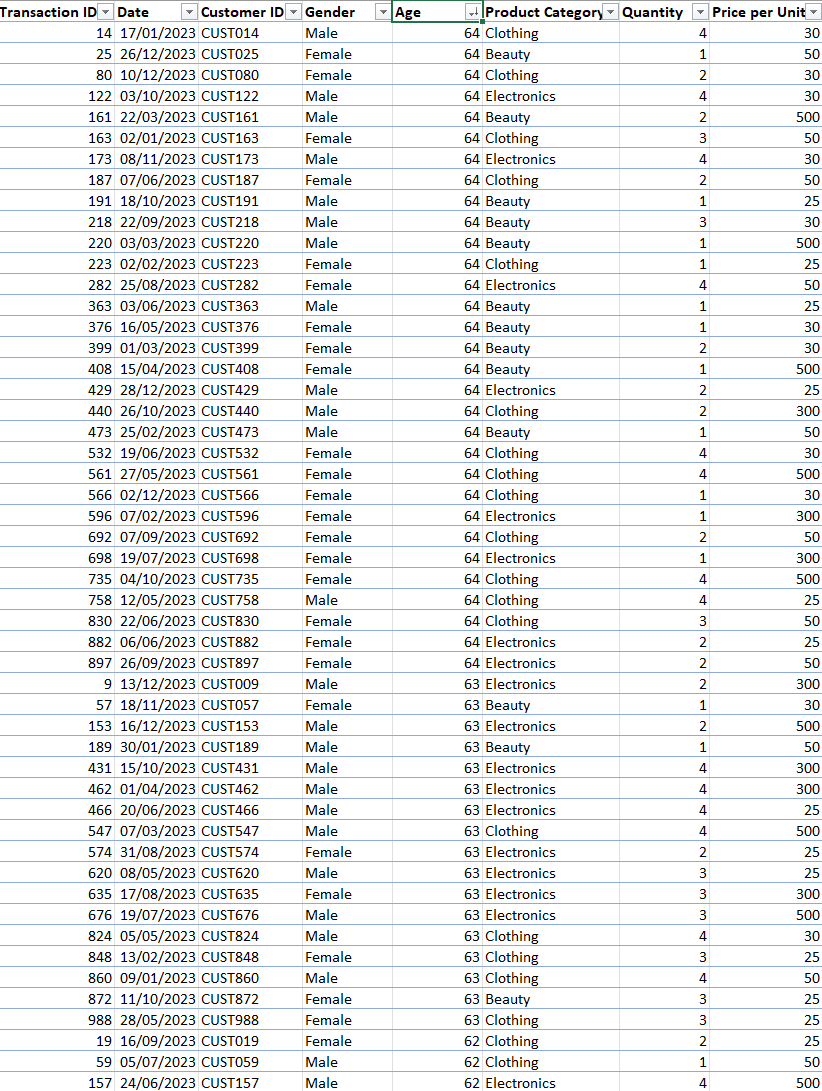 Transaction ID Date Customer ID Gender Age Product Category Quantity Price per Unit
14 17/01/2023 CUST014 Male 64 Clothing 4 30
25 26/12/2023 CUST025 Female 64 Beauty 1 50
80 10/12/2023 CUST080 Female 64 Clothing 2 30
122 03/10/2023 CUST122 Male 64 Electronics 4 30
161 22/03/2023 CUST161 Male 64 Beauty 2 500
163 02/01/2023 CUST163 Female 64 Clothing 3 50
173 08/11/2023 CUST173 Male 64 Electronics 4 30
187 07/06/2023 CUST187 Female 64 Clothing 2 50
191 18/10/2023 CUST191 Male 64 Beauty 1 25
218 22/09/2023 CUST218 Male 64 Beauty 3 30
220 03/03/2023 CUST220 Male 64 Beauty 1 500
223 02/02/2023 CUST223 Female 64 Clothing 1 25
282 25/08/2023 CUST282 Female 64 Electronics 4 50
363 03/06/2023 CUST363 Male 64 Beauty 1 25
376 16/05/2023 CUST376 Female 64 Beauty 1 30
399 01/03/2023 CUST399 Female 64 Beauty 2 30
408 15/04/2023 CUST408 Female 64 Beauty 1 500
429 28/12/2023 CUST429 Male 64 Electronics 2 25
440 26/10/2023 CUST440 Male 64 Clothing 2 300
473 25/02/2023 CUST473 Male 64 Beauty 1 50
532 19/06/2023 CUST532 Female 64 Clothing 4 30
561 27/05/2023 CUST561 Female 64 Clothing 4 500
566 02/12/2023 CUST566 Female 64 Clothing 1 30
596 07/02/2023 CUST596 Female 64 Electronics 1 300
692 07/09/2023 CUST692 Female 64 Clothing 2 50
698 19/07/2023 CUST698 Female 64 Electronics 1 300
735 04/10/2023 CUST735 Female 64 Clothing 4 500
758 12/05/2023 CUST758 Male 64 Clothing 4 25
830 22/06/2023 CUST830 Female 64 Clothing 3 50
882 06/06/2023 CUST882 Female 64 Electronics 2 25
897 26/09/2023 CUST897 Female 64 Electronics 2 50
9 13/12/2023 CUST009 Male 63 Electronics 2 300
57 18/11/2023 CUST057 Female 63 Beauty 1 30
153 16/12/2023 CUST153 Male 63 Electronics 2 500
189 30/01/2023 CUST189 Male 63 Beauty 1 50
431 15/10/2023 CUST431 Male 63 Electronics 4 300
462 01/04/2023 CUST462 Male 63 Electronics 4 300
466 20/06/2023 CUST466 Male 63 Electronics 4 25
547 07/03/2023 CUST547 Male 63 Clothing 4 500
574 31/08/2023 CUST574 Female 63 Electronics 2 25
620 08/05/2023 CUST620 Male 63 Electronics 3 25
635 17/08/2023 CUST635 Female 63 Electronics 3 300
676 19/07/2023 CUST676 Male 63 Electronics 3 500
824 05/05/2023 CUST824 Male 63 Clothing 4 30
848 13/02/2023 CUST848 Female 63 Clothing 3 25
860 09/01/2023 CUST860 Male 63 Clothing 4 50
872 11/10/2023 CUST872 Female 63 Beauty 3 25
988 28/05/2023 CUST988 Female 63 Clothing 3 25
19 16/09/2023 CUST019 Female 62 Clothing 2 25
59 05/07/2023 CUST059 Male 62 Clothing 1 50
157 24/06/2023 CUST157 Male 62 Electronics 4 500